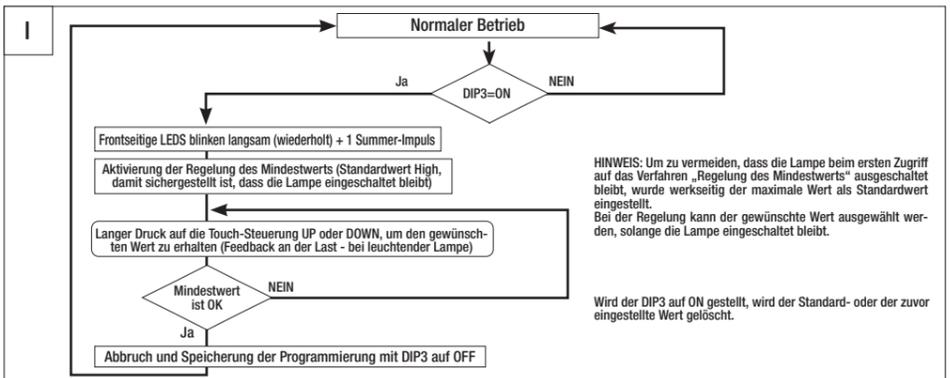 I
Normaler Betrieb
Ja
DIP3=ON
NEIN
Frontseitige LEDS blinken langsam (wiederholt) + 1 Summer-Impuls
Aktivierung der Regelung des Mindestwerts (Standardwert High,
damit sichergestellt ist, dass die Lampe eingeschaltet bleibt)
Langer Druck auf die Touch-Steuerung UP oder DOWN, um den gewünsch-
ten Wert zu erhalten (Feedback an der Last - bei leuchtender Lampe)
Mindestwert
ist OK
NEIN
Ja
Abbruch und Speicherung der Programmierung mit DIP3 auf OFF
HINWEIS: Um zu vermeiden, dass die Lampe beim ersten Zugriff
auf das Verfahren „Regelung des Mindestwerts“ ausgeschaltet
bleibt, wurde werkseitig der maximale Wert als Standardwert
eingestellt.
Bei der Regelung kann der gewünschte Wert ausgewählt wer-
den, solange die Lampe eingeschaltet bleibt.
Wird der DIP3 auf ON gestellt, wird der Standard- oder der zuvor
eingestellte Wert gelöscht.